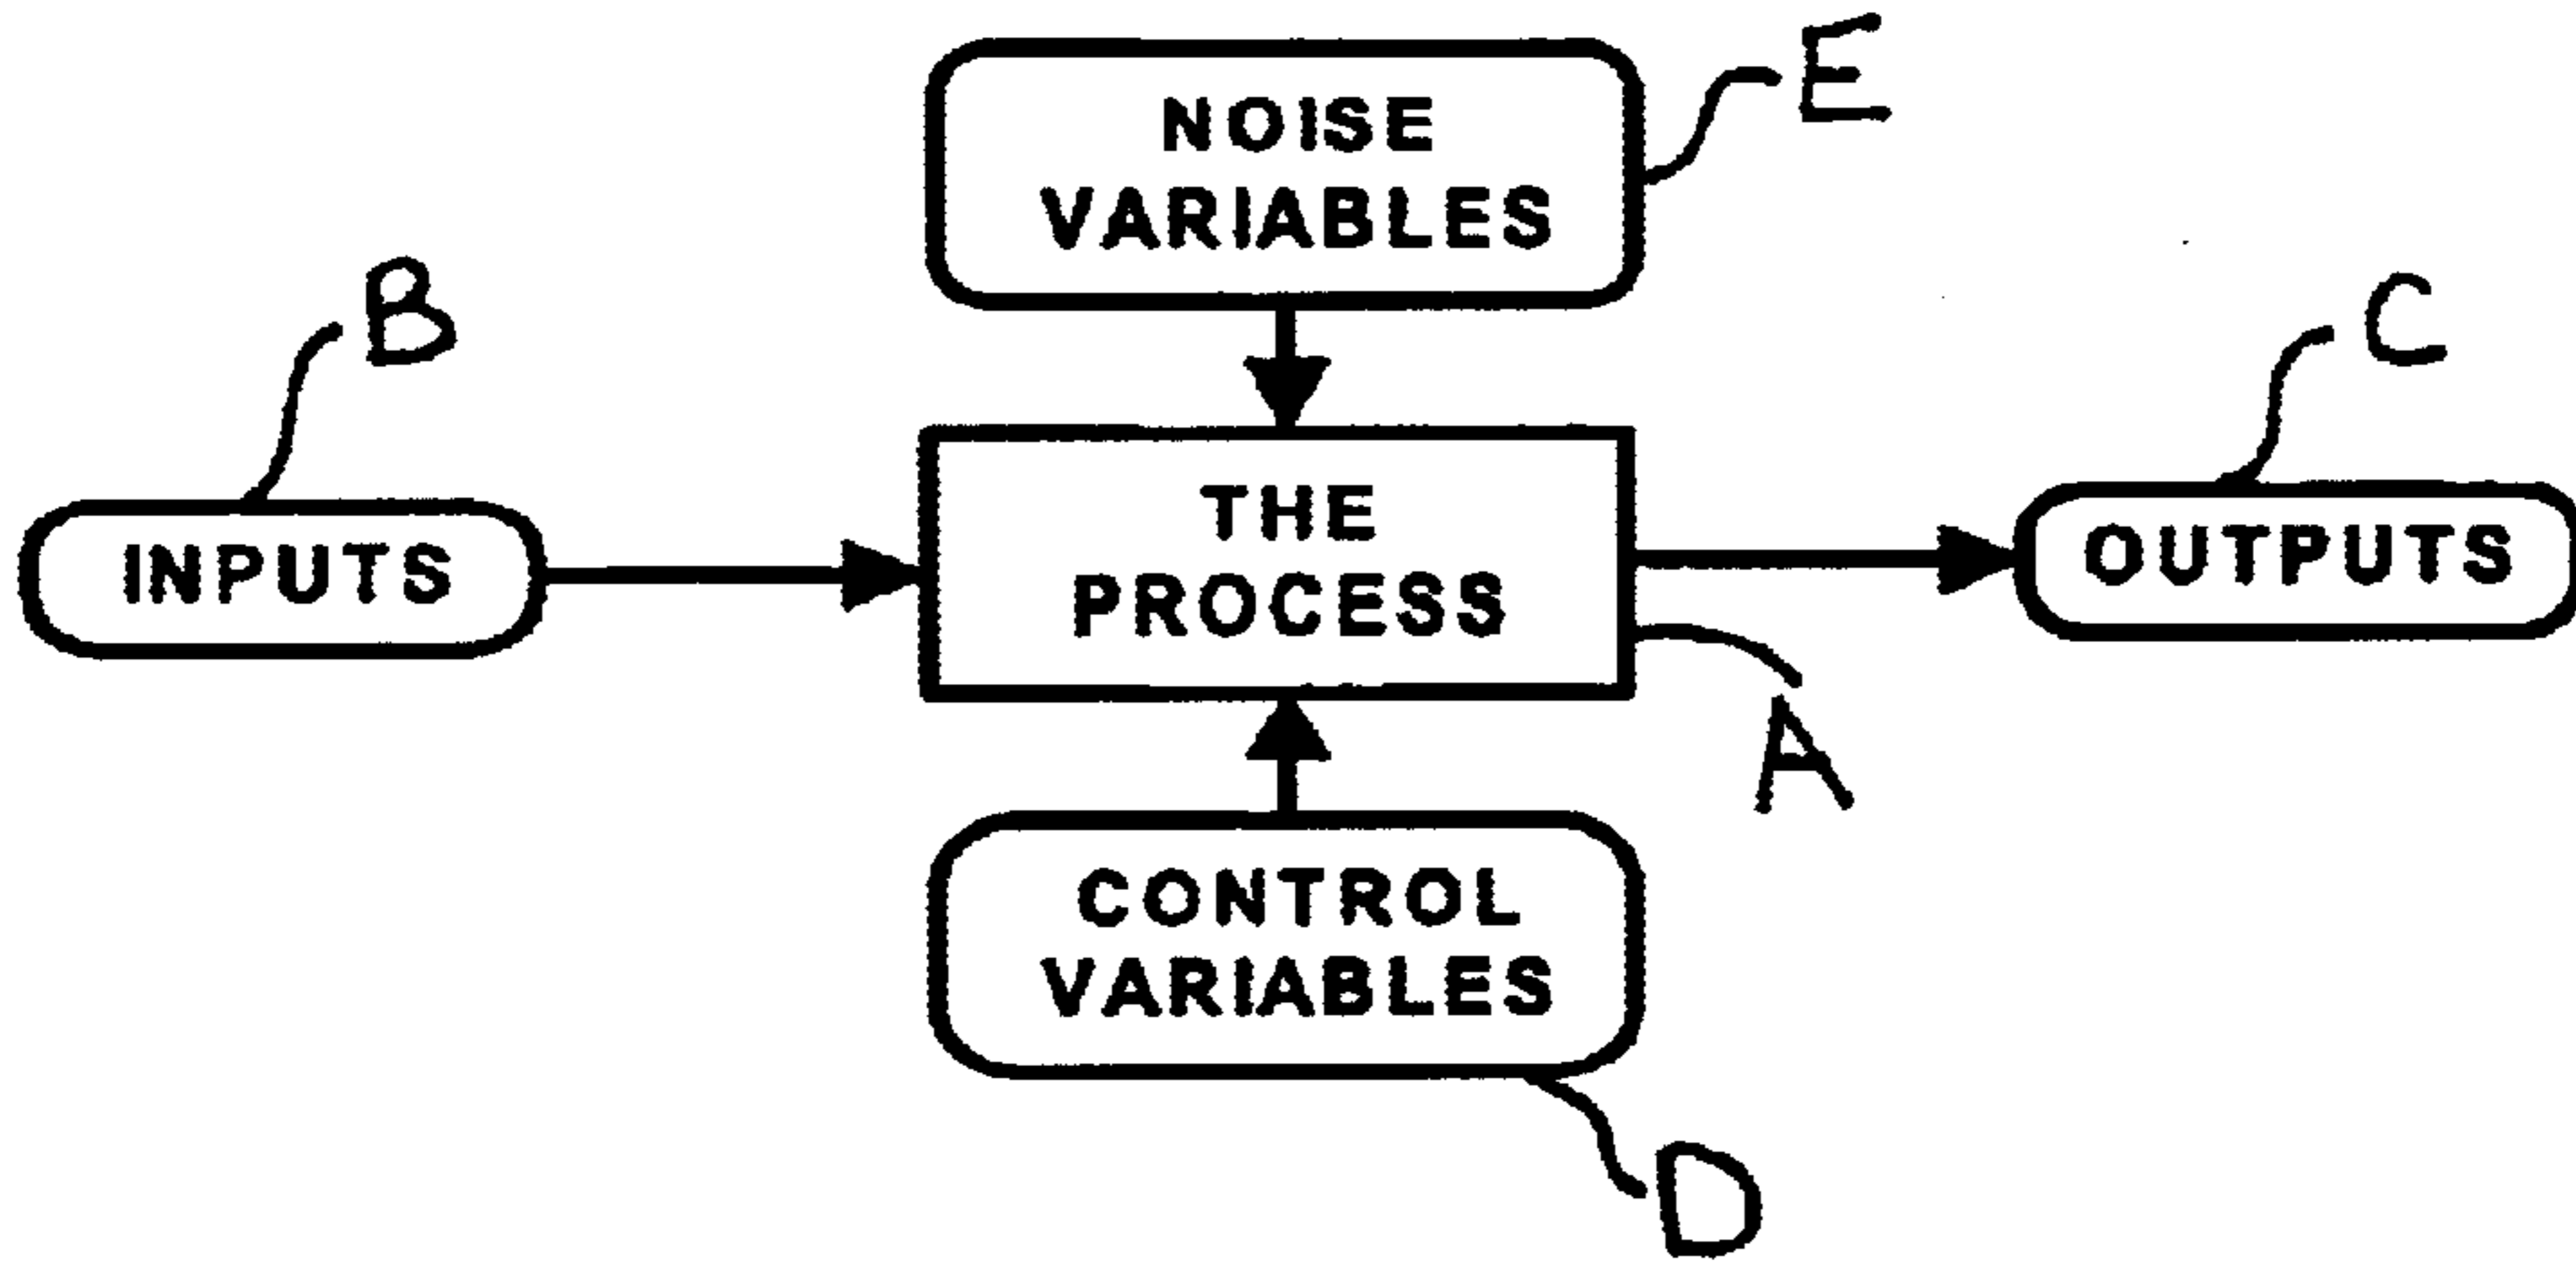 NOISE
VARIABLES
E
B
C
INPUTS
THE
PROCESS
OUTPUTS
A
CONTROL
VARIABLES
D